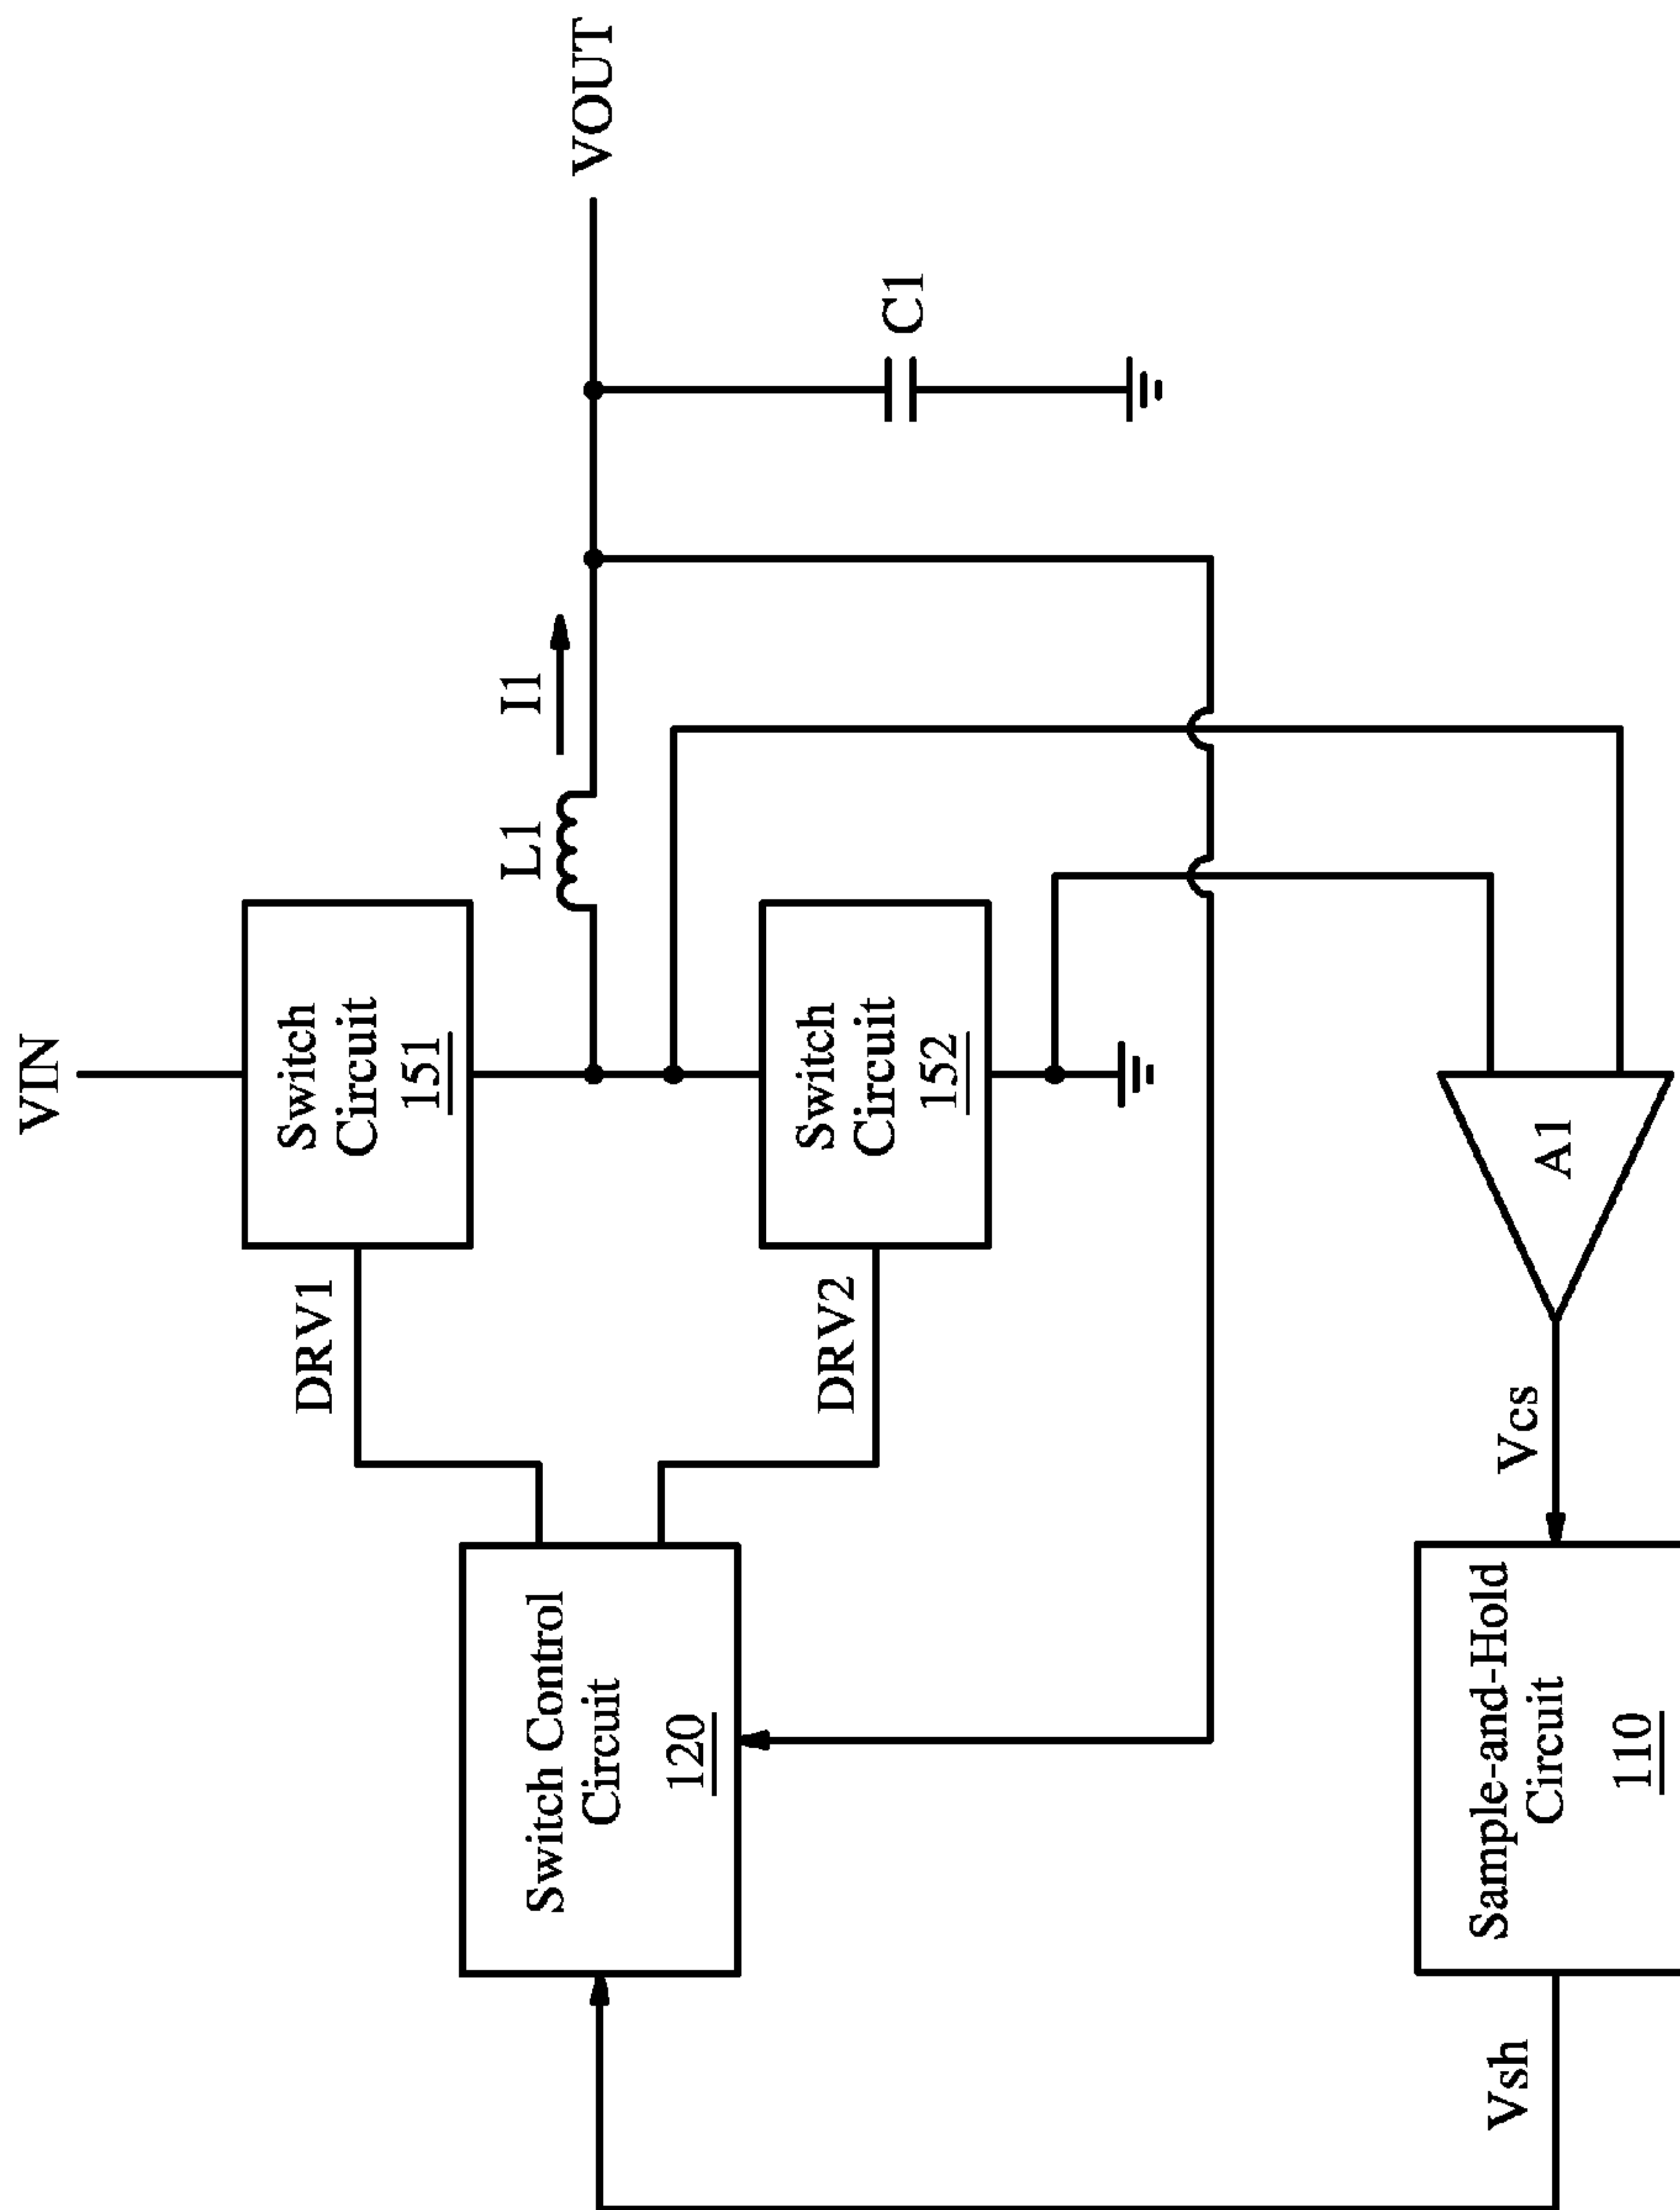 VIN
Switch
Circuit
151
DRV1
L1
I1
VOUT
C1
Switch
Circuit
152
DRV2
Switch Control
Circuit
120
A1
Vcs
Sample-and-Hold
Circuit
110
Vsh